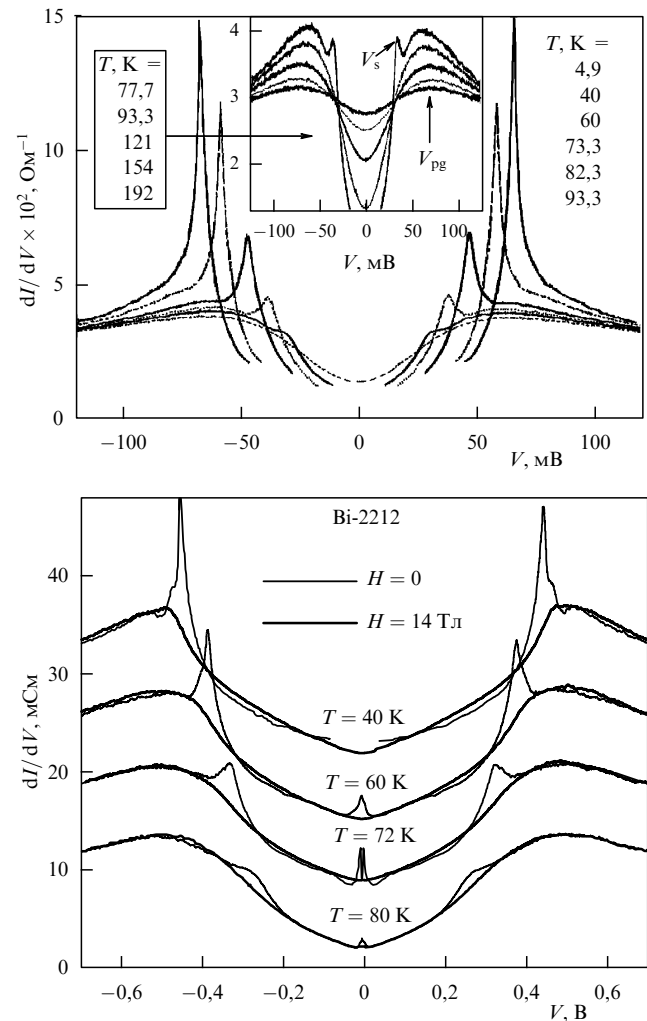 15
10
5
0
dI/dV × 10², Ом⁻¹
T, K =
77,7
93,3
121
154
192
4
3
2
Vₛ
V_pg
−100
−50
0
50
100
V, мВ
T, K =
4,9
40
60
73,3
82,3
93,3
−100
−50
0
50
100
V, мВ
Bi-2212
H = 0
H = 14 Тл
40
30
20
10
0
dI/dV, мСм
T = 40 K
T = 60 K
T = 72 K
T = 80 K
−0,6
−0,4
−0,2
0
0,2
0,4
0,6
V, В